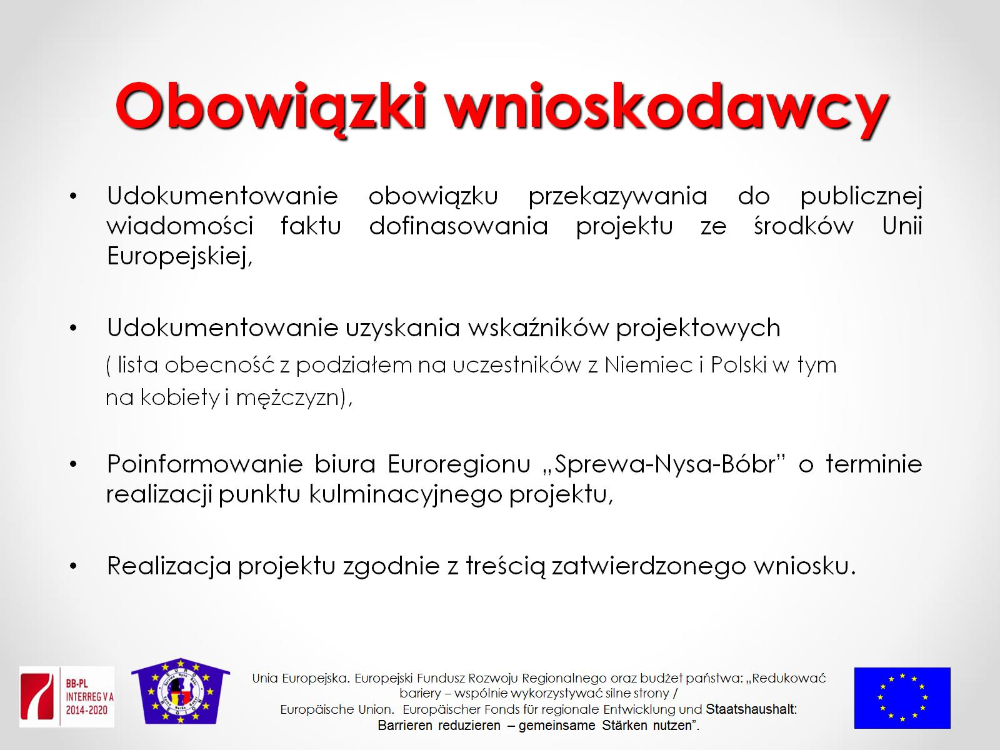 Obowiązki wnioskodawcy
• Udokumentowanie obowiązku przekazywania do publicznej
wiadomości faktu dofinasowania projektu ze środków Unii
Europejskiej,
• Udokumentowanie uzyskania wskaźników projektowych
( lista obecność z podziałem na uczestników z Niemiec i Polski w tym
na kobiety i mężczyzn),
• Poinformowanie biura Euroregionu „Sprewa-Nysa-Bóbr” o terminie
realizacji punktu kulminacyjnego projektu,
• Realizacja projektu zgodnie z treścią zatwierdzonego wniosku.
BB-PL
INTERREG V A
2014-2020
EURO
REGION
Unia Europejska. Europejski Fundusz Rozwoju Regionalnego oraz budżet państwa: „Redukować
bariery – wspólnie wykorzystywać silne strony /
Europäische Union. Europäischer Fonds für regionale Entwicklung und Staatshaushalt:
Barrieren reduzieren – gemeinsame Stärken nutzen”.